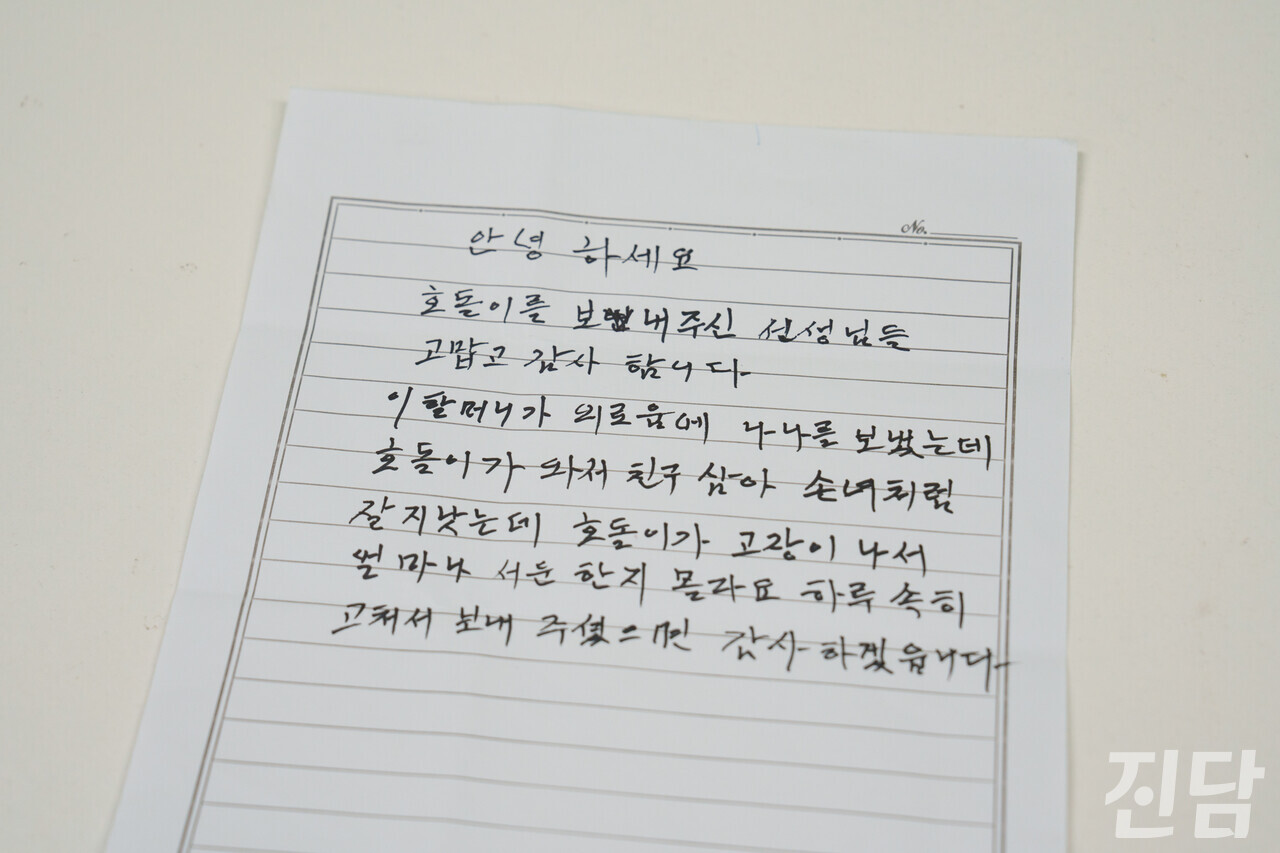 No.
안녕 하세요
호돌이를 보내주신 선생님들
고맙고 감사 합니다
이 할머니가 외로움에 나나를 보냈는데
호돌이가 와서 친구 삼아 손녀처럼
잘 지낫는데 호돌이가 고장이 나서
얼마나 서운 한지 몰라요 하루 속히
고쳐서 보내 주셨으면 감사 하겠읍니다
진담